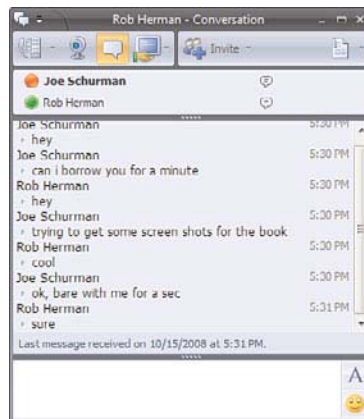 Rob Herman - Conversation
Invite
Joe Schurman
Rob Herman
Joe Schurman 5:30 PM
hey
Joe Schurman 5:30 PM
can i borrow you for a minute
Rob Herman 5:30 PM
hey
Joe Schurman 5:30 PM
trying to get some screen shots for the book
Rob Herman 5:30 PM
cool
Joe Schurman 5:30 PM
ok, bare with me for a sec
Rob Herman 5:31 PM
sure
Last message received on 10/15/2008 at 5:31 PM.
A